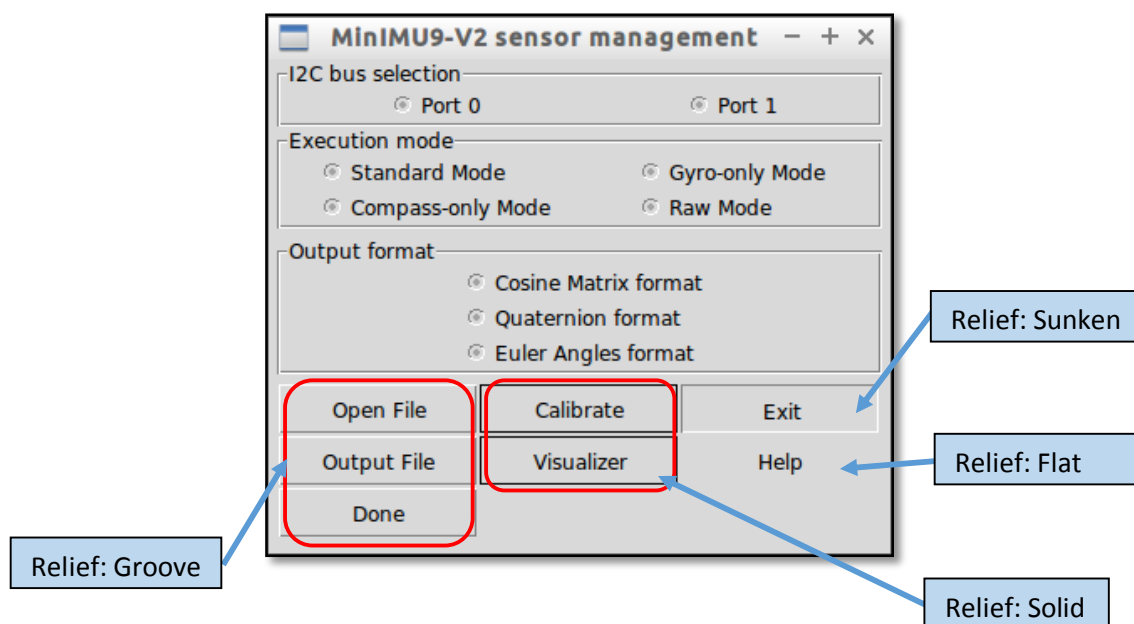 MinIMU9-V2 sensor management
I2C bus selection
Port 0 Port 1
Execution mode
Standard Mode Gyro-only Mode
Compass-only Mode Raw Mode
Output format
Cosine Matrix format
Quaternion format
Euler Angles format
Relief: Sunken
Open File Calibrate Exit
Output File Visualizer Help
Relief: Flat
Done
Relief: Groove
Relief: Solid